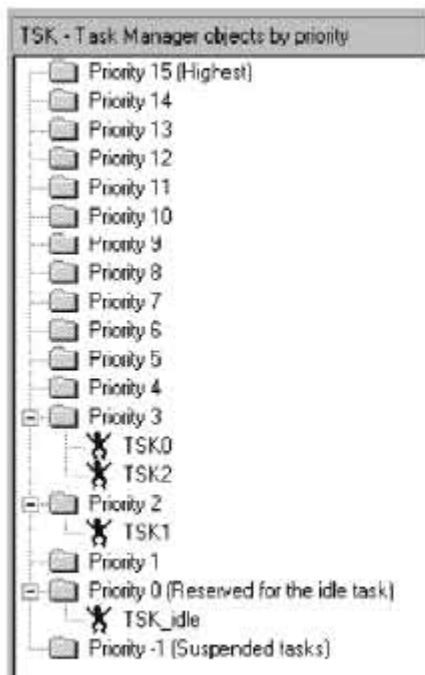 TSK - Task Manager objects by priority
Priority 15 (Highest)
Priority 14
Priority 13
Priority 12
Priority 11
Priority 10
Priority 9
Priority 8
Priority 7
Priority 6
Priority 5
Priority 4
Priority 3
TSK0
TSK2
Priority 2
TSK1
Priority 1
Priority 0 (Reserved for the idle task)
TSK_idle
Priority -1 (Suspended tasks)